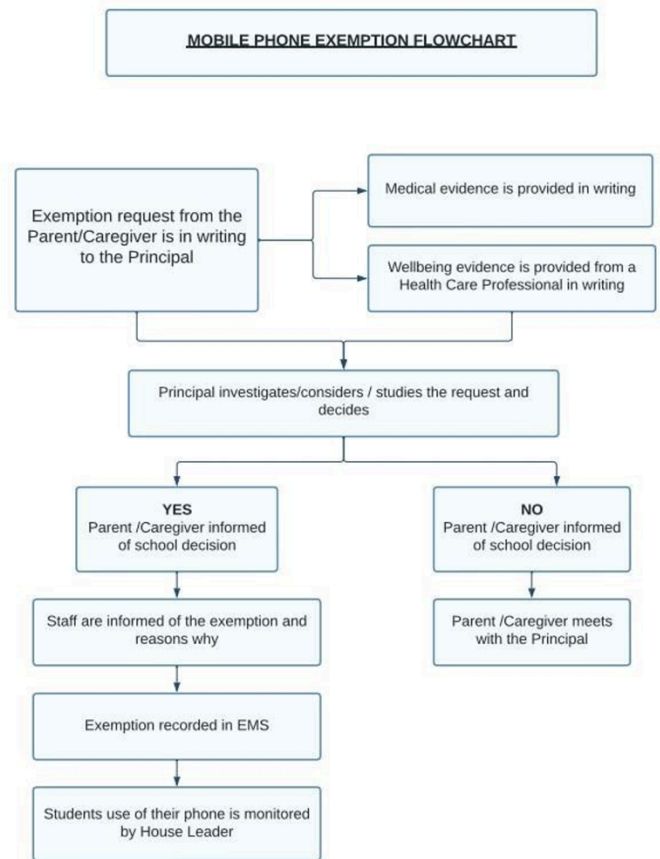 MOBILE PHONE EXEMPTION FLOWCHART
Exemption request from the
Parent/Caregiver is in writing
to the Principal
Medical evidence is provided in writing
Wellbeing evidence is provided from a
Health Care Professional in writing
Principal investigates/considers / studies the request and
decides
YES
Parent /Caregiver informed
of school decision
NO
Parent /Caregiver informed
of school decision
Staff are informed of the exemption and
reasons why
Parent /Caregiver meets
with the Principal
Exemption recorded in EMS
Students use of their phone is monitored
by House Leader